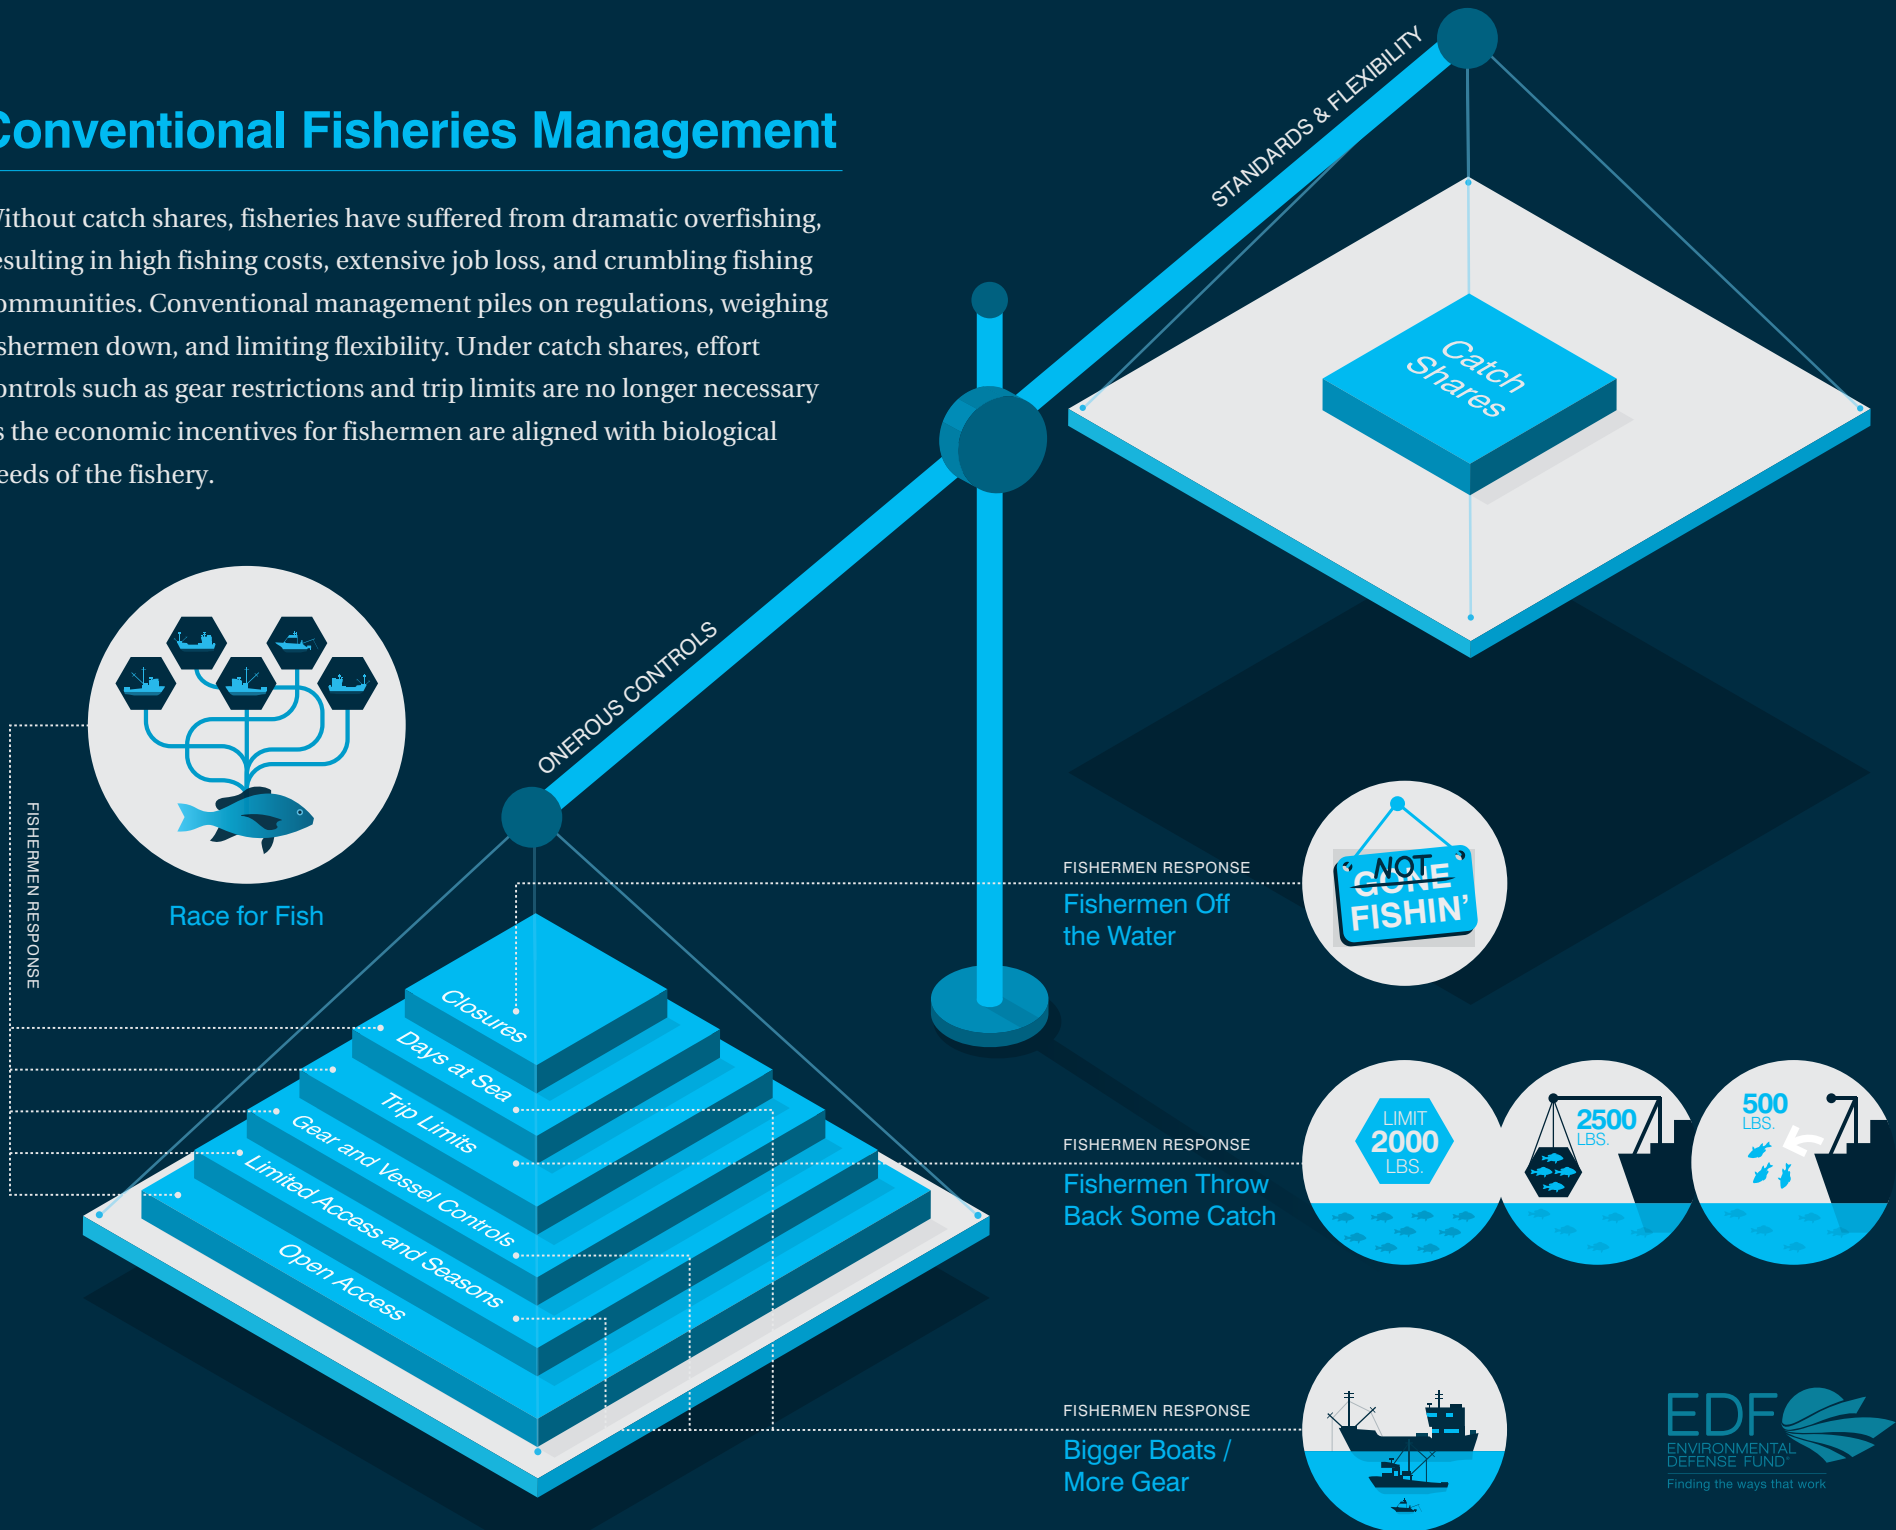 Conventional Fisheries Management
Without catch shares, fisheries have suffered from dramatic overfishing,
esulting in high fishing costs, extensive job loss, and crumbling fishing
ommunities. Conventional management piles on regulations, weighing
shermen down, and limiting flexibility. Under catch shares, effort
ontrols such as gear restrictions and trip limits are no longer necessary
s the economic incentives for fishermen are aligned with biological
eeds of the fishery.
STANDARDS & FLEXIBILITY
Catch
Shares
ONEROUS CONTROLS
FISHERMEN RESPONSE
Race for Fish
Closures
Days at Sea
Trip Limits
Gear and Vessel Controls
Limited Access and Seasons
Open Access
FISHERMEN RESPONSE
Fishermen Off
the Water
NOT
GONE
FISHIN'
FISHERMEN RESPONSE
Fishermen Throw
Back Some Catch
LIMIT
2000
LBS.
2500
LBS.
500
LBS.
FISHERMEN RESPONSE
Bigger Boats /
More Gear
EDF
ENVIRONMENTAL
DEFENSE FUND
Finding the ways that work